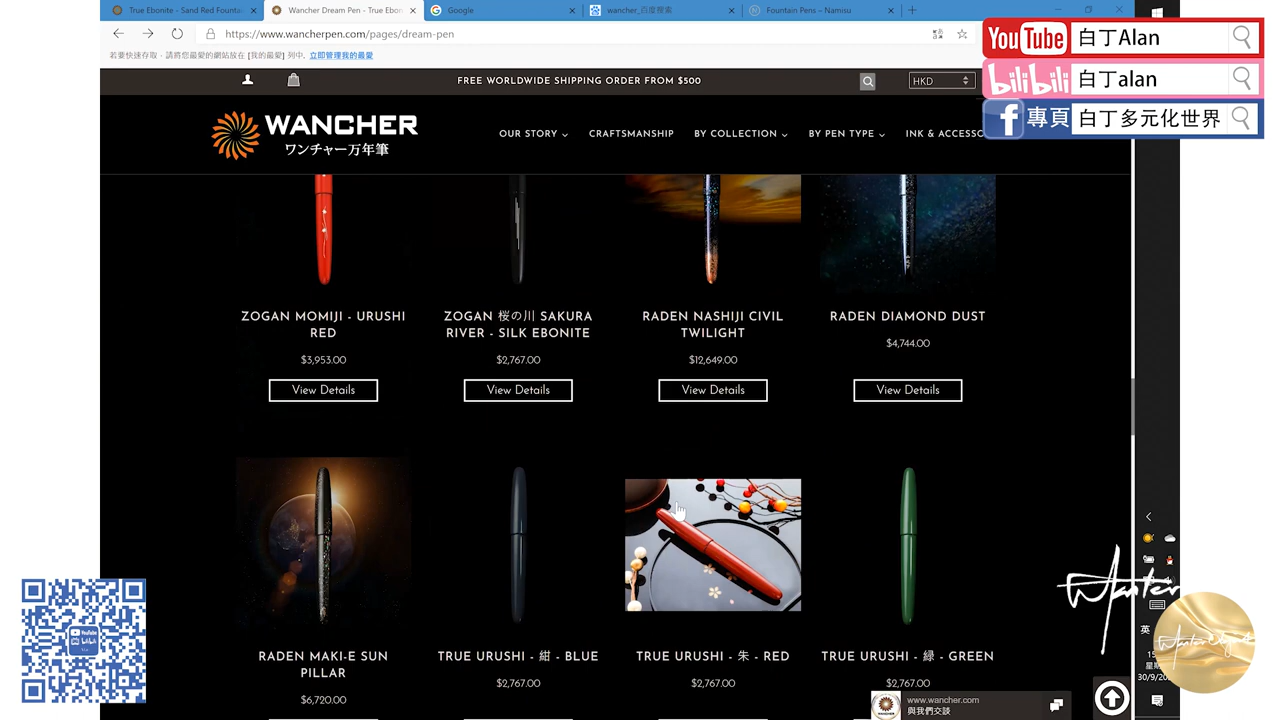 True Ebonite - Sand Red Founta
Wancher Dream Pen - True Ebon
Google
wancher_百度搜索
Fountain Pens – Namisu
https://www.wancherpen.com/pages/dream-pen
若要快速存取，請將您最愛的網站放在 [我的最愛] 列中。 立即管理我的最愛
YouTube 白丁Alan
bilibili 白丁alan
f 專頁 白丁多元化世界
FREE WORLDWIDE SHIPPING ORDER FROM $500
HKD
WANCHER
ワンチャー万年筆
OUR STORY
CRAFTSMANSHIP
BY COLLECTION
BY PEN TYPE
INK & ACCESSO
ZOGAN MOMIJI - URUSHI
RED
$3,953.00
View Details
ZOGAN 桜の川 SAKURA
RIVER - SILK EBONITE
$2,767.00
View Details
RADEN NASHIJI CIVIL
TWILIGHT
$12,649.00
View Details
RADEN DIAMOND DUST
$4,744.00
View Details
RADEN MAKI-E SUN
PILLAR
$6,720.00
TRUE URUSHI - 紺 - BLUE
$2,767.00
TRUE URUSHI - 朱 - RED
$2,767.00
TRUE URUSHI - 緑 - GREEN
$2,767.00
www.wancher.com
與我們交談
英
30/9/